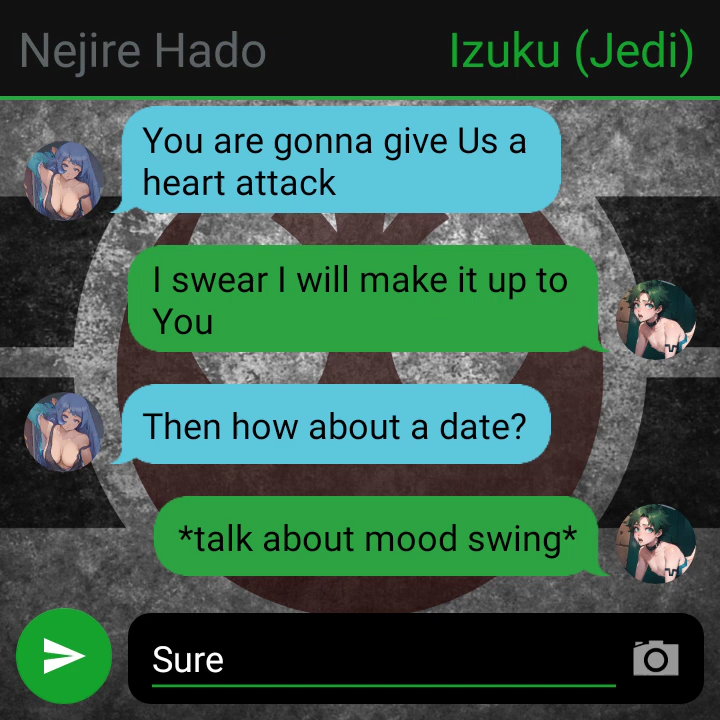 Nejire Hado
Izuku (Jedi)
You are gonna give Us a
heart attack
I swear I will make it up to
You
Then how about a date?
*talk about mood swing*
Sure